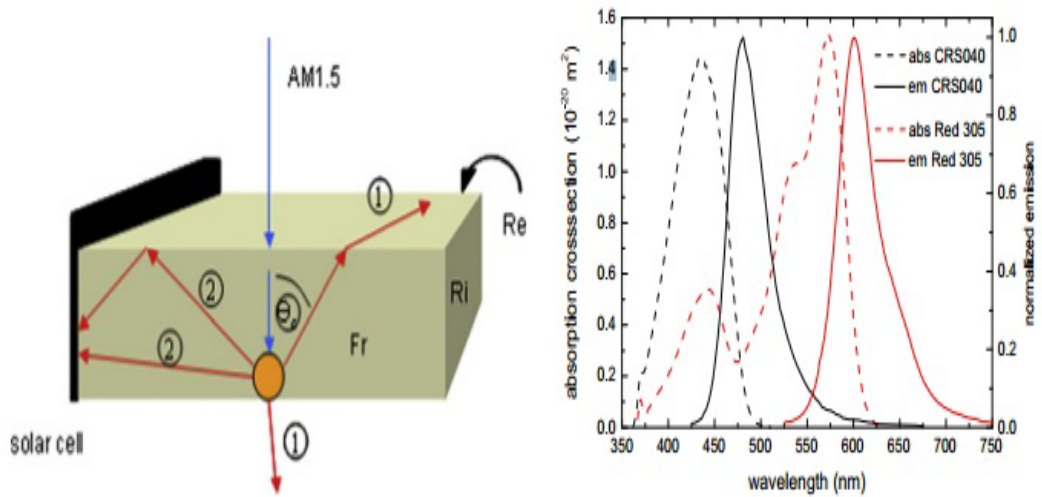 AM1.5
①
Re
②
Θ
Ri
②
Fr
solar cell
①
absorption crosssection (10⁻²⁰ m²)
1.6
1.4
1.2
1.0
0.8
0.6
0.4
0.2
0.0
abs CRS040
em CRS040
abs Red 305
em Red 305
1.0
0.8
0.6
0.4
0.2
0.0
normalized emission
350 400 450 500 550 600 650 700 750
wavelength (nm)